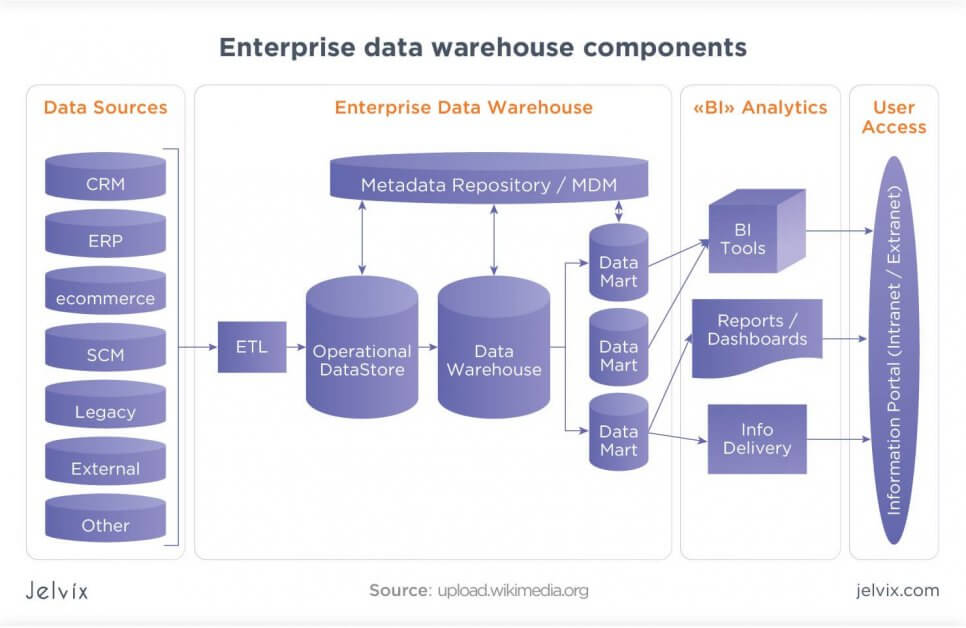 Enterprise data warehouse components
Data Sources
CRM
ERP
ecommerce
SCM
Legacy
External
Other
Enterprise Data Warehouse
Metadata Repository / MDM
ETL
Operational
DataStore
Data
Warehouse
Data
Mart
Data
Mart
Data
Mart
«BI» Analytics
BI
Tools
Reports /
Dashboards
Info
Delivery
User
Access
Information Portal (Intranet / Extranet)
Jelvix
Source: upload.wikimedia.org
jelvix.com